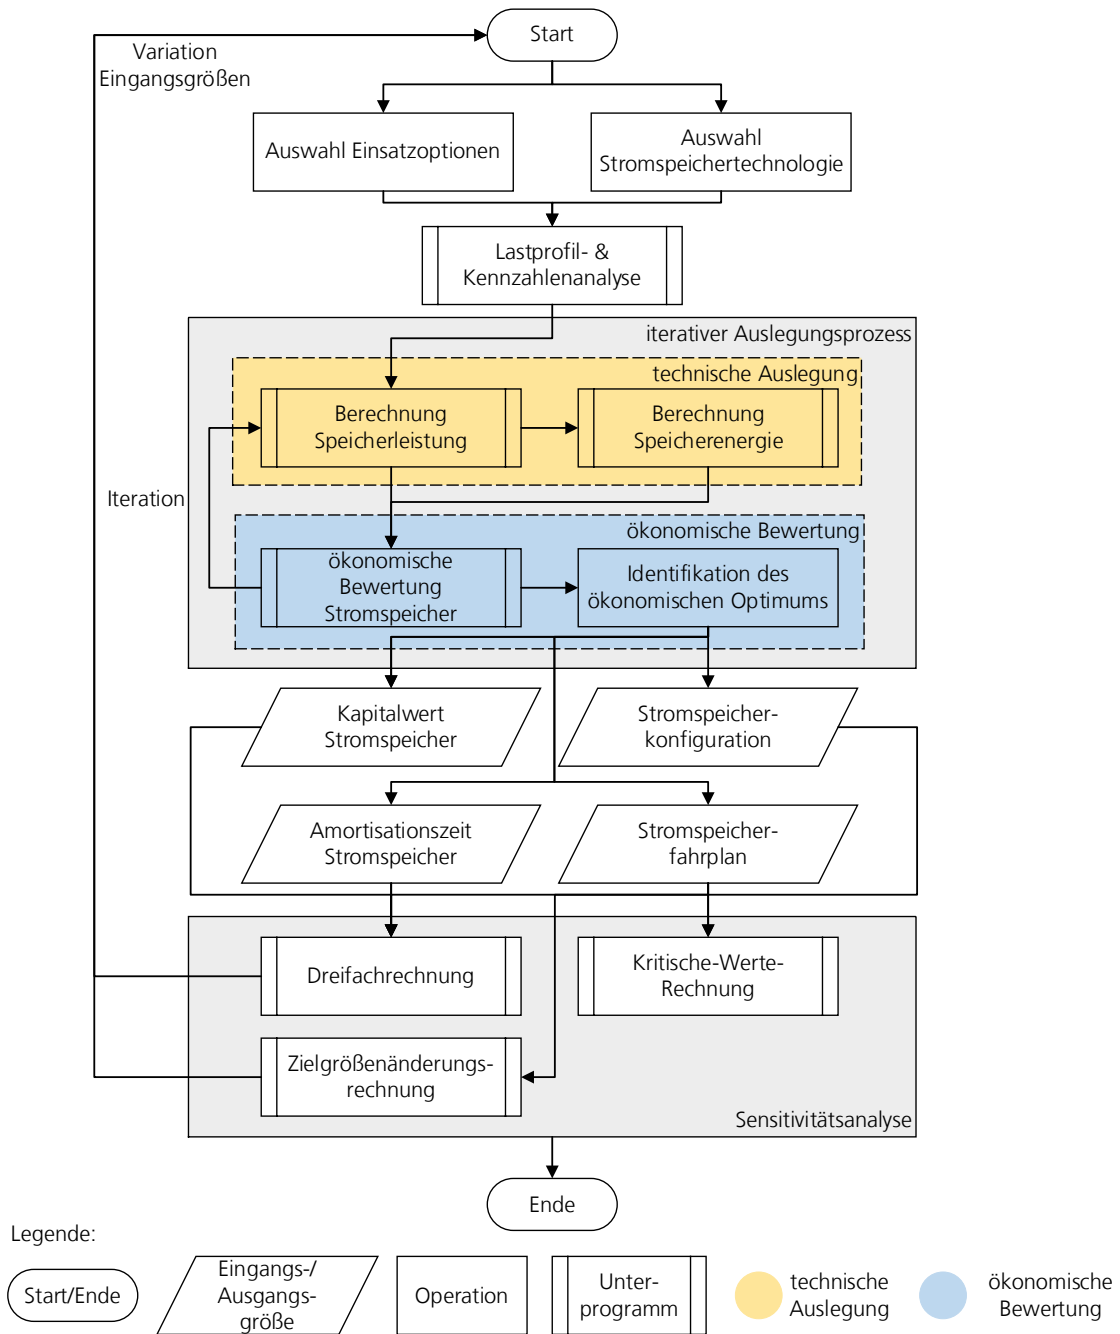 Start
Variation
Eingangsgrößen
Auswahl Einsatzoptionen
Auswahl
Stromspeichertechnologie
Lastprofil- &
Kennzahlenanalyse
iterativer Auslegungsprozess
technische Auslegung
Berechnung
Speicherleistung
Berechnung
Speicherenergie
Iteration
ökonomische Bewertung
ökonomische
Bewertung
Stromspeicher
Identifikation des
ökonomischen Optimums
Kapitalwert
Stromspeicher
Stromspeicher-
konfiguration
Amortisationszeit
Stromspeicher
Stromspeicher-
fahrplan
Dreifachrechnung
Kritische-Werte-
Rechnung
Zielgrößenänderungs-
rechnung
Sensitivitätsanalyse
Ende
Legende:
Start/Ende
Eingangs-/
Ausgangs-
größe
Operation
Unter-
programm
technische
Auslegung
ökonomische
Bewertung